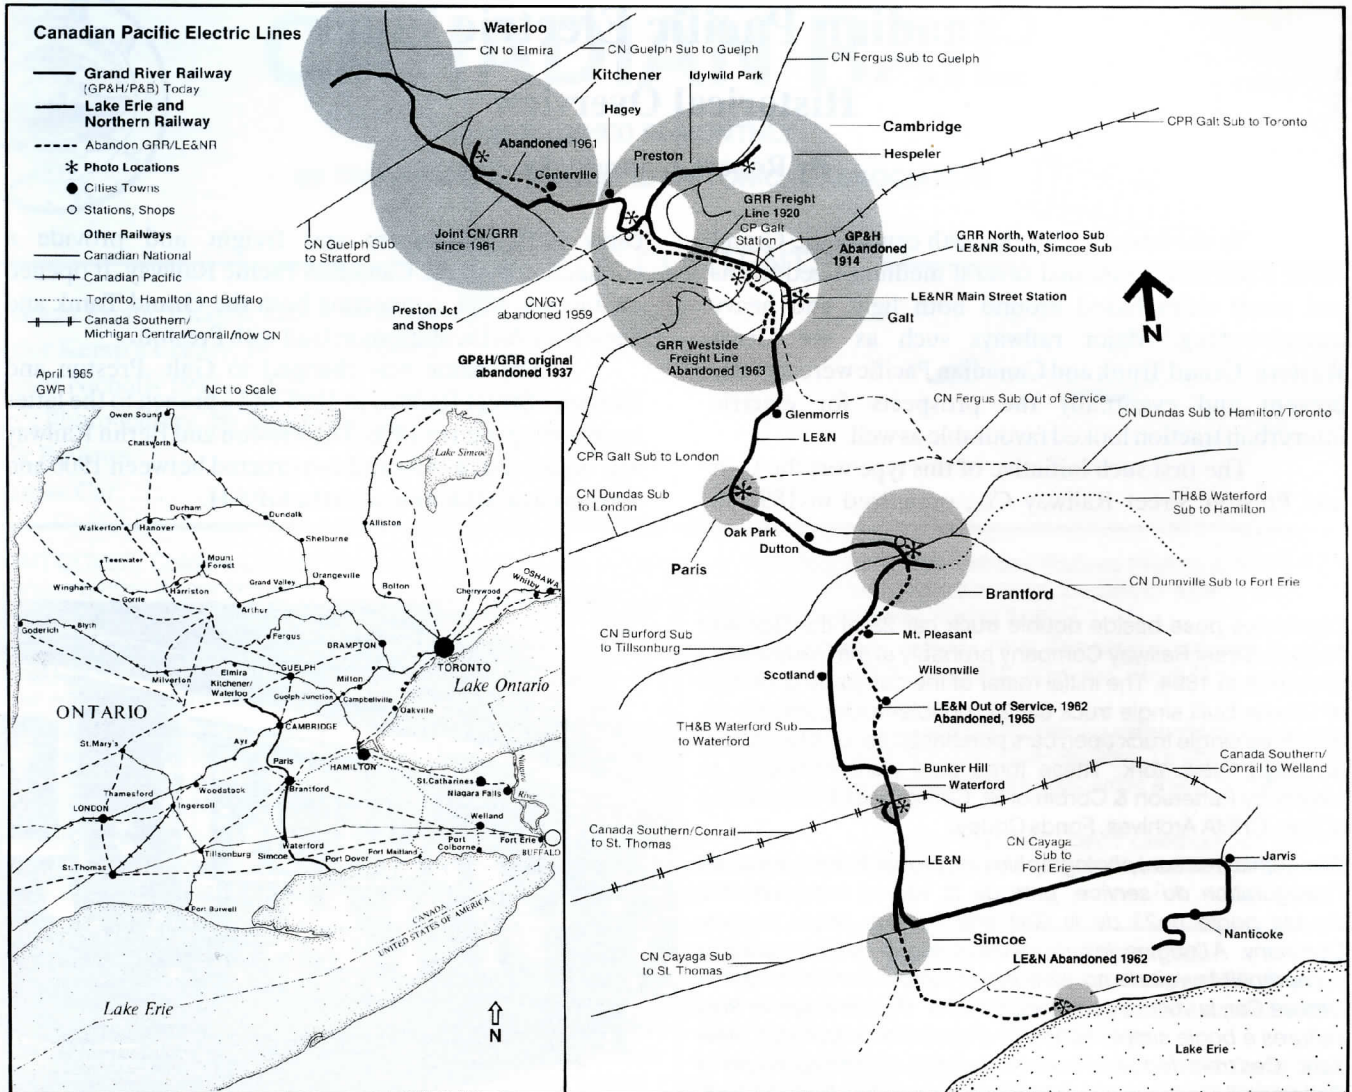 Canadian Pacific Electric Lines
Grand River Railway
(GP&H/P&B) Today
Lake Erie and
Northern Railway
Abandon GRR/LE&NR
Photo Locations
Cities Towns
Stations, Shops
Other Railways
Canadian National
Canadian Pacific
Toronto, Hamilton and Buffalo
Canada Southern/
Michigan Central/Conrail/now CN
April 1985
GWR
Not to Scale
Waterloo
CN to Elmira
CN Guelph Sub to Guelph
Kitchener
Idylwild Park
CN Fergus Sub to Guelph
Hagey
Cambridge
CPR Galt Sub to Toronto
Abandoned 1961
Preston
Hespeler
Centerville
GRR Freight
Line 1920
CP Galt
Station
GP&H
Abandoned
1914
GRR North, Waterloo Sub
LE&NR South, Simcoe Sub
Joint CN/GRR
since 1961
CN Guelph Sub
to Stratford
CN/GY
abandoned 1959
Preston Jct
and Shops
LE&NR Main Street Station
Galt
GRR Westside
Freight Line
Abandoned 1963
GP&H/GRR original
abandoned 1937
CN Fergus Sub Out of Service
Glenmorris
CN Dundas Sub to Hamilton/Toronto
LE&N
CPR Galt Sub to London
CN Dundas Sub
to London
TH&B Waterford
Sub to Hamilton
Oak Park
Dutton
Paris
CN Dunnville Sub to Fort Erie
Brantford
CN Burford Sub
to Tillsonburg
Mt. Pleasant
Scotland
Wilsonville
LE&N Out of Service, 1962
Abandoned, 1965
TH&B Waterford Sub
to Waterford
Canada Southern/
Conrail to Welland
Bunker Hill
Waterford
Canada Southern/Conrail
to St. Thomas
CN Cayaga
Sub to
Fort Erie
LE&N
Jarvis
Nanticoke
Simcoe
CN Cayaga Sub
to St. Thomas
LE&N Abandoned 1962
Port Dover
Lake Erie
N
Owen Sound
Chatsworth
Lake Simcoe
Durham
Dundalk
Walkerton
Hanover
Alliston
Shelburne
Teeswater
Mount
Forest
Wingham
Gorrie
Harriston
Grand Valley
Orangeville
Bolton
Cherrywood
OSHAWA
Whitby
Arthur
Goderich
Blyth
Fergus
BRAMPTON
TORONTO
Milverton
Elmira
Kitchener/
Waterloo
GUELPH
Milton
Guelph Junction
Campbellville
Oakville
Lake Ontario
ONTARIO
CAMBRIDGE
St.Mary's
Ayr
Paris
HAMILTON
Brantford
St.Catharines
Niagara Falls
Niagara
River
Thamesford
Woodstock
LONDON
Ingersoll
Welland
Waterford
Simcoe
Port Dover
Port Maitland
Port
Colborne
Fort Erie
BUFFALO
St.Thomas
Tillsonburg
Port Burwell
CANADA
UNITED STATES OF AMERICA
Lake Erie
N